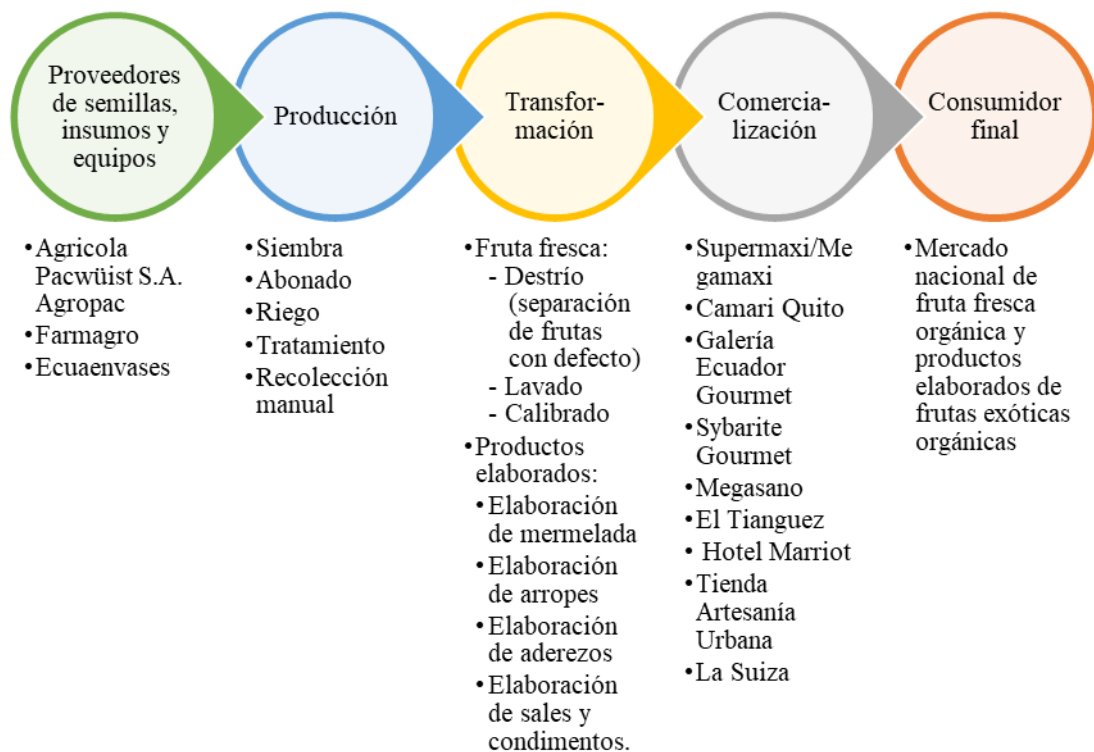 Proveedores
de semillas,
insumos y
equipos
Producción
Transfor-
mación
Comercia-
lización
Consumidor
final
•Agricola
Pacwüist S.A.
Agropac
•Farmagro
•Ecuaenvases
•Siembra
•Abonado
•Riego
•Tratamiento
•Recolección
manual
•Fruta fresca:
- Destrío
(separación
de frutas
con defecto)
- Lavado
- Calibrado
•Productos
elaborados:
•Elaboración
de mermelada
•Elaboración
de arropes
•Elaboración
de aderezos
•Elaboración
de sales y
condimentos.
•Supermaxi/Me
gamaxi
•Camari Quito
•Galería
Ecuador
Gourmet
•Sybarite
Gourmet
•Megasano
•El Tianguez
• Hotel Marriot
•Tienda
Artesanía
Urbana
•La Suiza
•Mercado
nacional de
fruta fresca
orgánica y
productos
elaborados de
frutas exóticas
orgánicas